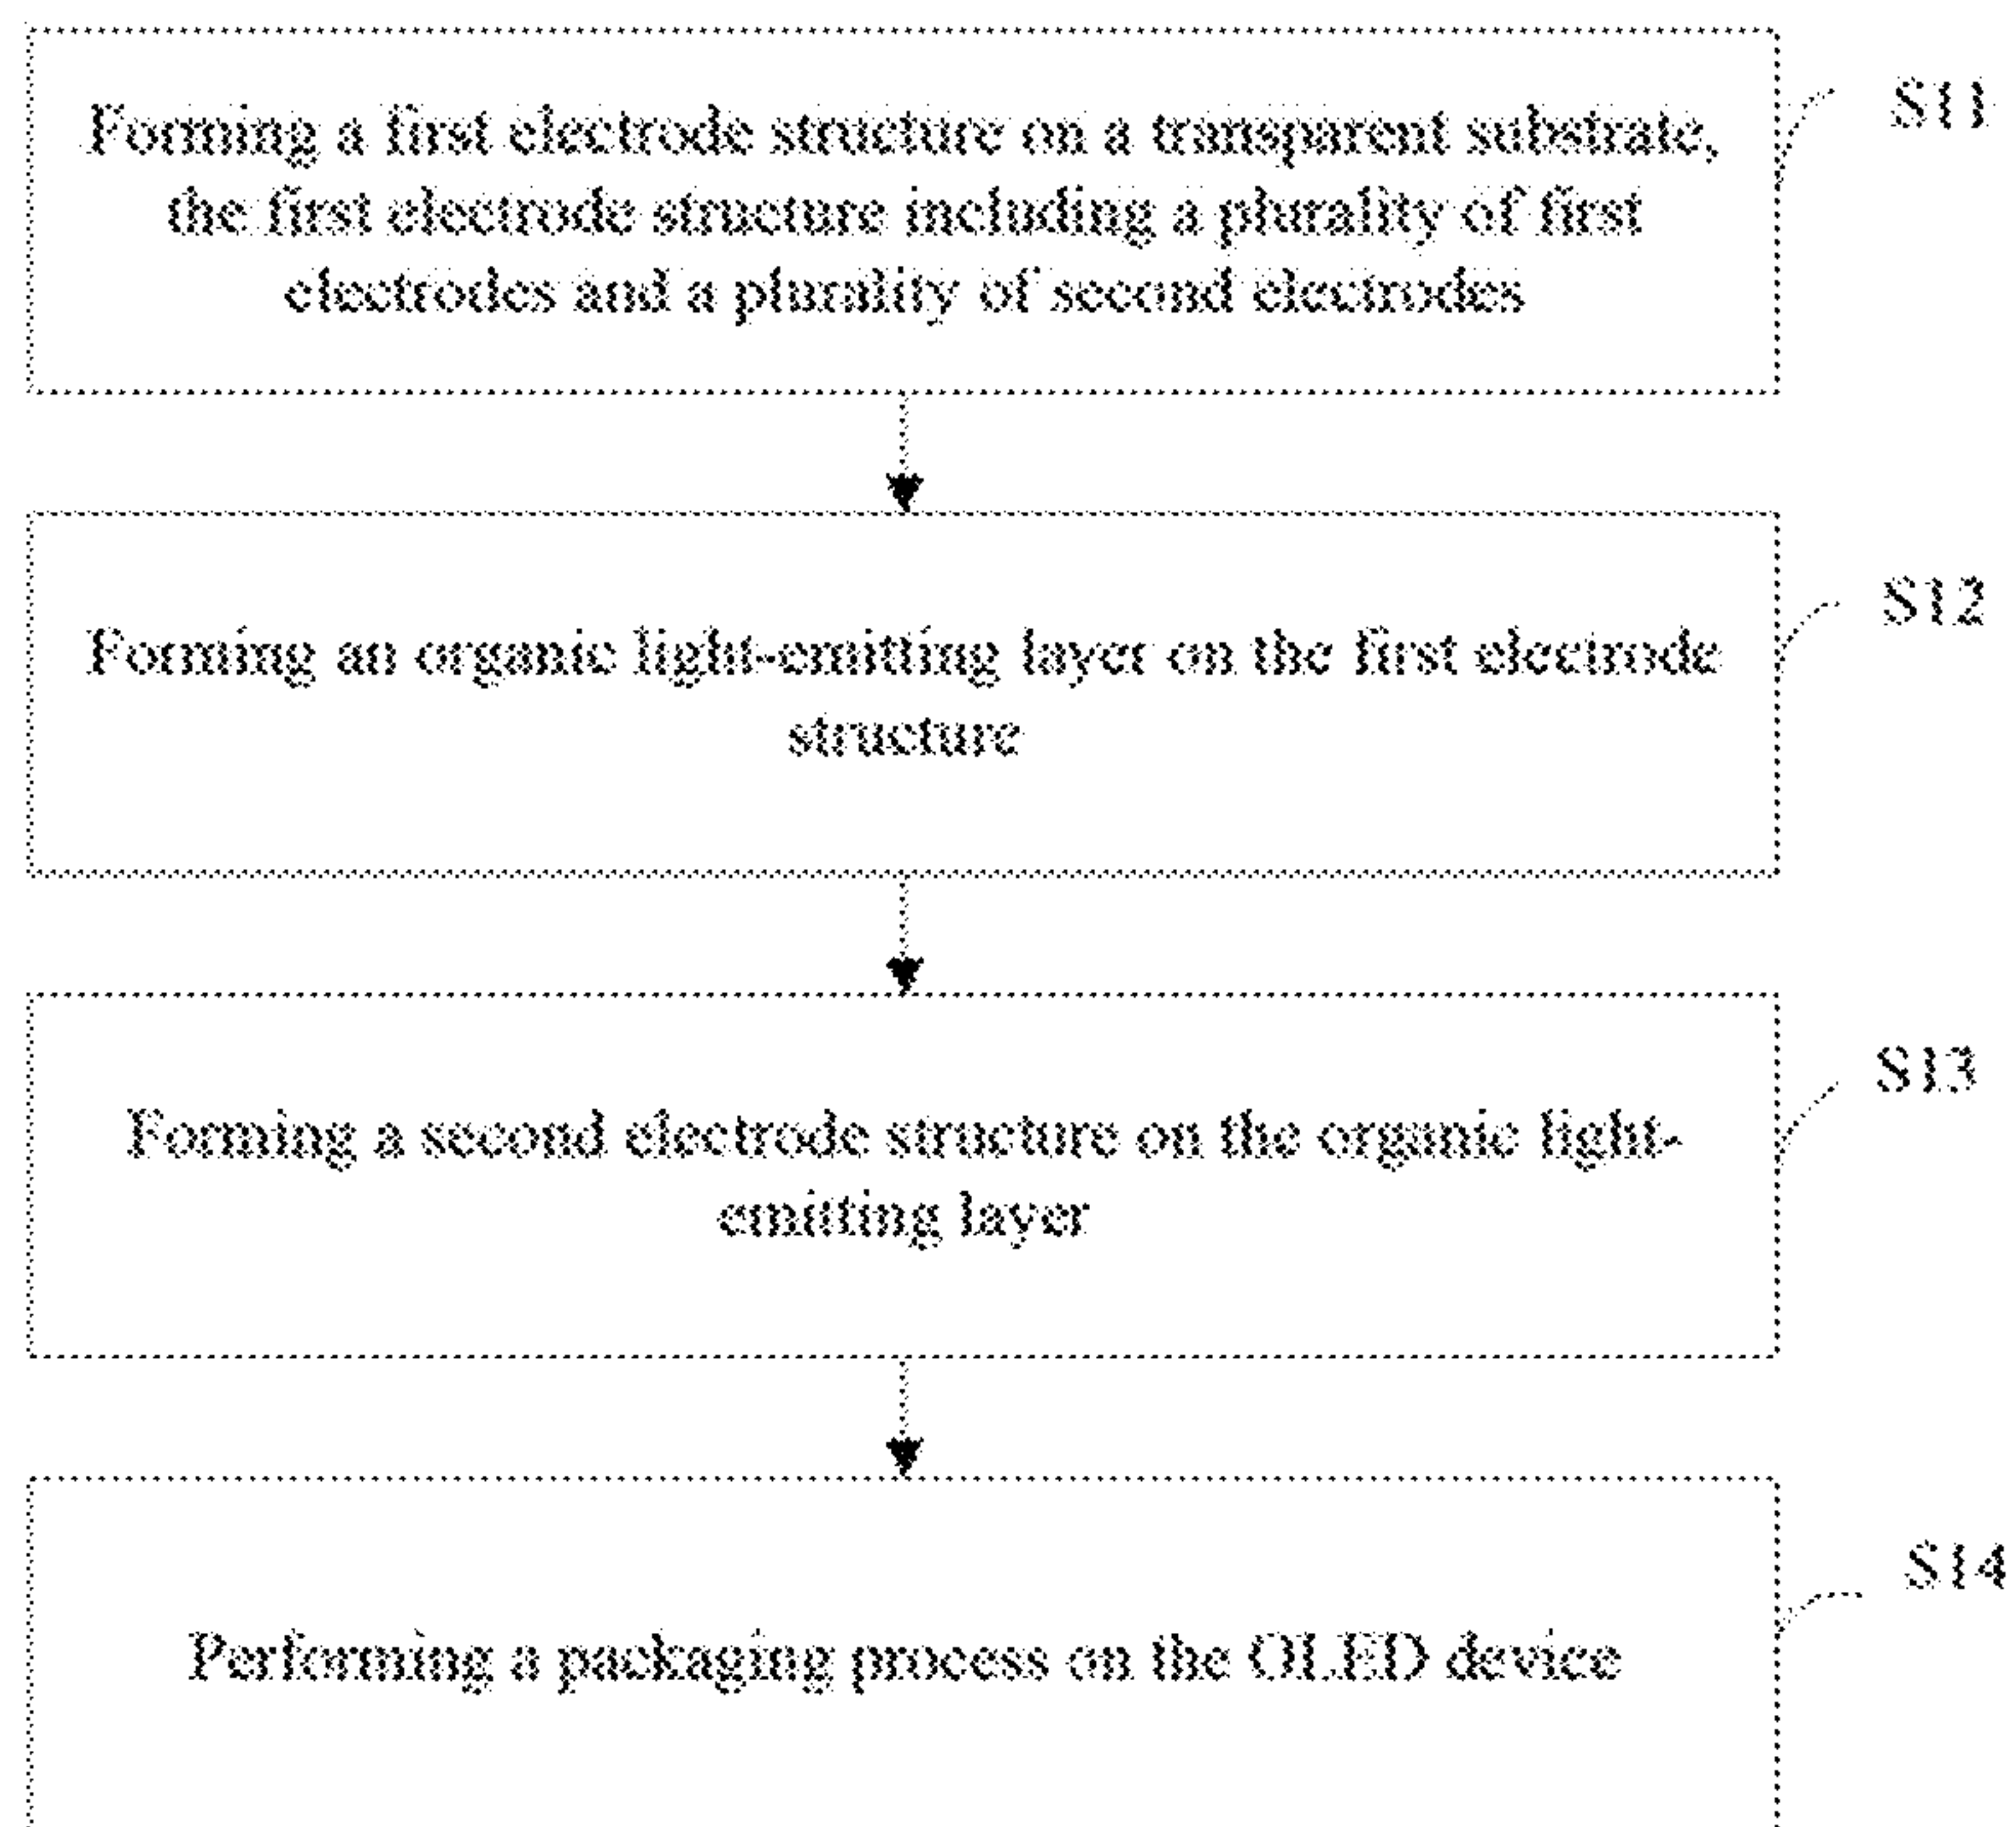 Forming a first electrode structure on a transparent substrate,
the first electrode structure including a plurality of first
electrodes and a plurality of second electrodes
S11
Forming an organic light-emitting layer on the first electrode
structure
S12
Forming a second electrode structure on the organic light-
emitting layer
S13
Performing a packaging process on the OLED device
S14